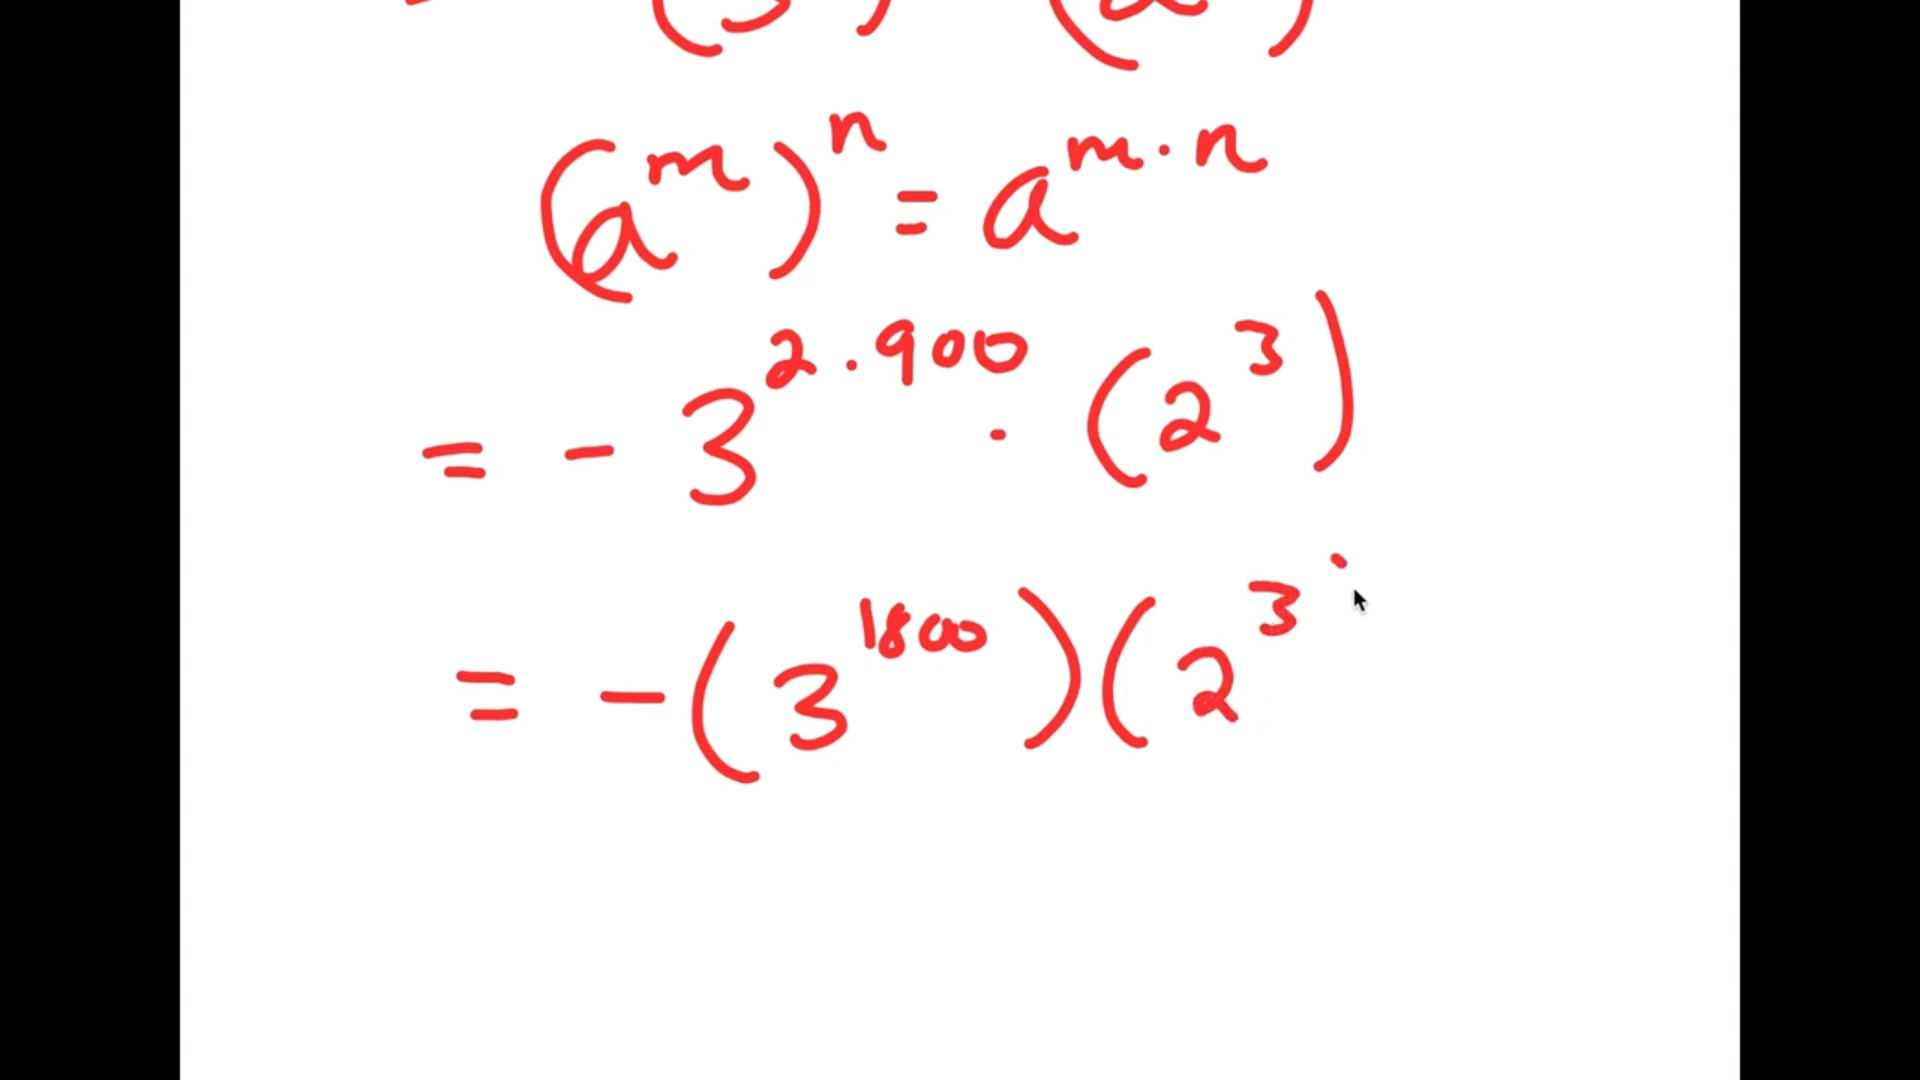 (a^m)^n = a^{m·n}
= - 3^{2·900} · (2^3)
= - (3^{1800})(2^{3·